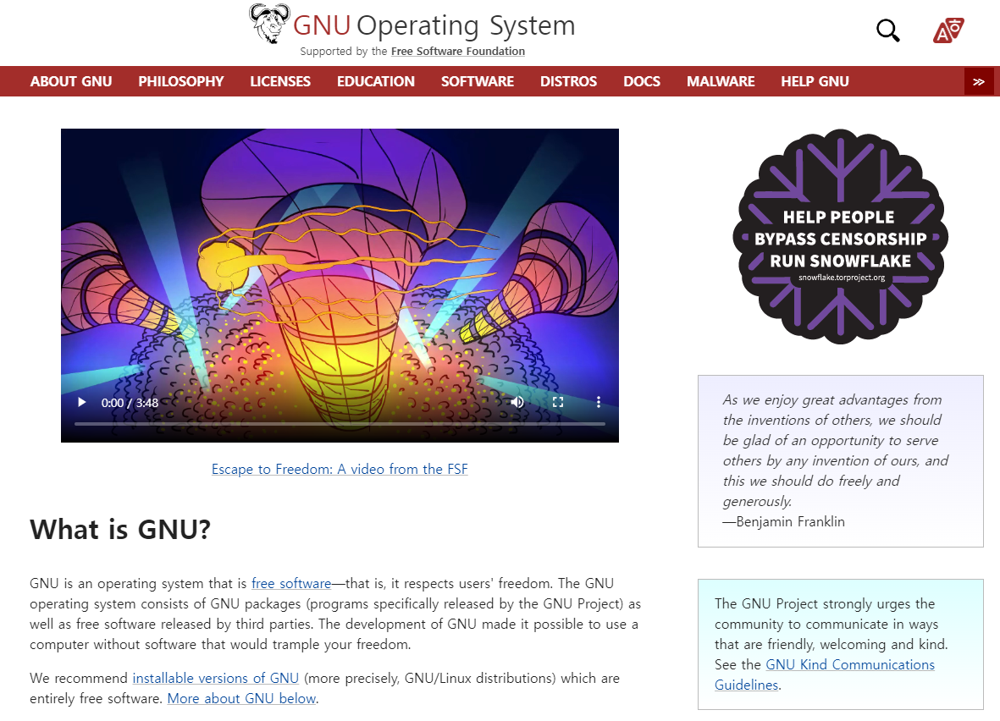 GNU Operating System
Supported by the Free Software Foundation
ABOUT GNU PHILOSOPHY LICENSES EDUCATION SOFTWARE DISTROS DOCS MALWARE HELP GNU ≫
0:00 / 3:48
Escape to Freedom: A video from the FSF
What is GNU?
GNU is an operating system that is free software—that is, it respects users' freedom. The GNU
operating system consists of GNU packages (programs specifically released by the GNU Project) as
well as free software released by third parties. The development of GNU made it possible to use a
computer without software that would trample your freedom.
We recommend installable versions of GNU (more precisely, GNU/Linux distributions) which are
entirely free software. More about GNU below.
HELP PEOPLE
BYPASS CENSORSHIP
RUN SNOWFLAKE
snowflake.torproject.org
As we enjoy great advantages from
the inventions of others, we should
be glad of an opportunity to serve
others by any invention of ours, and
this we should do freely and
generously.
—Benjamin Franklin
The GNU Project strongly urges the
community to communicate in ways
that are friendly, welcoming and kind.
See the GNU Kind Communications
Guidelines.